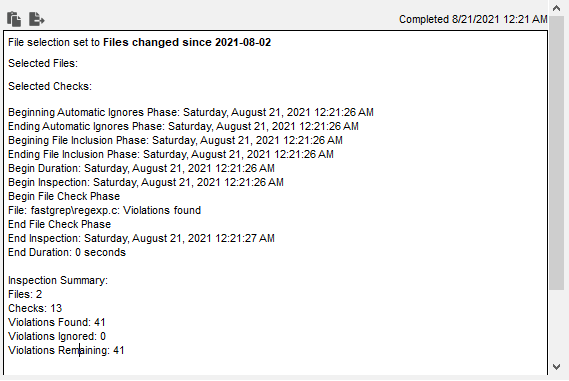 Completed 8/21/2021 12:21 AM
File selection set to Files changed since 2021-08-02
Selected Files:
Selected Checks:
Beginning Automatic Ignores Phase: Saturday, August 21, 2021 12:21:26 AM
Ending Automatic Ignores Phase: Saturday, August 21, 2021 12:21:26 AM
Begining File Inclusion Phase: Saturday, August 21, 2021 12:21:26 AM
Ending File Inclusion Phase: Saturday, August 21, 2021 12:21:26 AM
Begin Duration: Saturday, August 21, 2021 12:21:26 AM
Begin Inspection: Saturday, August 21, 2021 12:21:26 AM
Begin File Check Phase
File: fastgrep\regexp.c: Violations found
End File Check Phase
End Inspection: Saturday, August 21, 2021 12:21:27 AM
End Duration: 0 seconds
Inspection Summary:
Files: 2
Checks: 13
Violations Found: 41
Violations Ignored: 0
Violations Remaining: 41